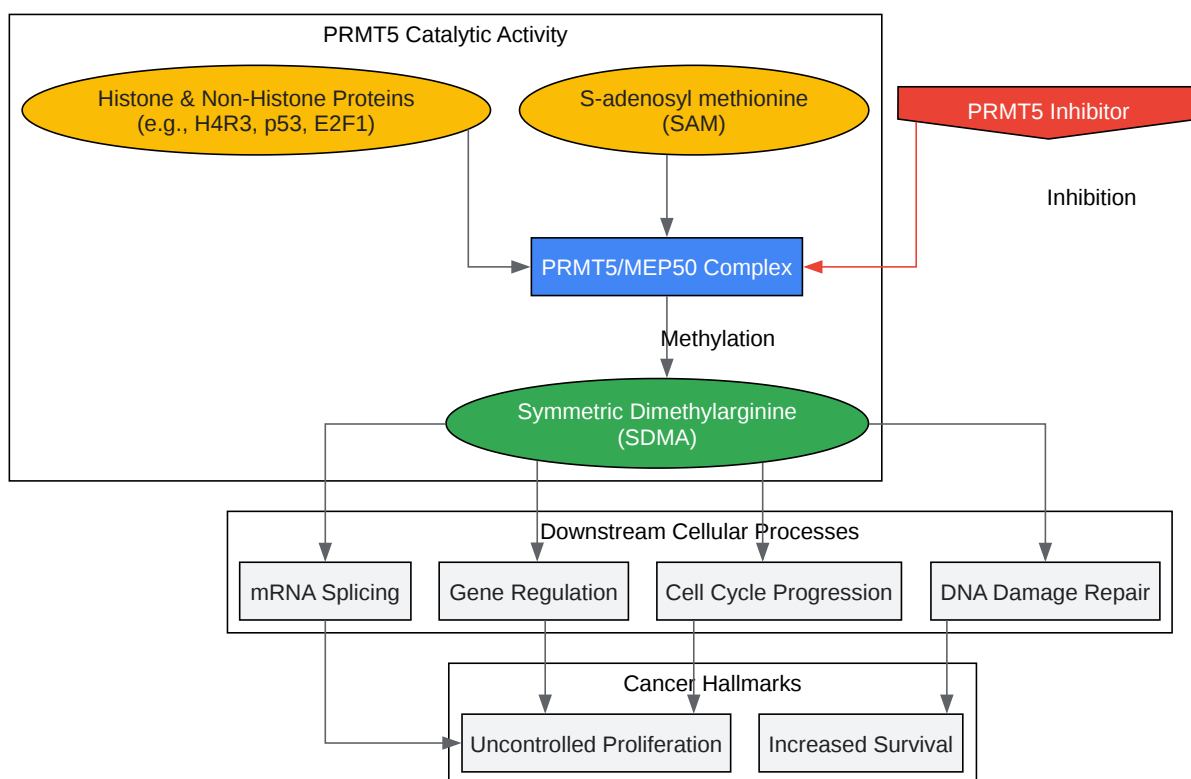 PRMT5 Catalytic Activity
Histone & Non-Histone Proteins
(e.g., H4R3, p53, E2F1)
S-adenosyl methionine
(SAM)
PRMT5 Inhibitor
Inhibition
PRMT5/MEP50 Complex
Methylation
Symmetric Dimethylarginine
(SDMA)
Downstream Cellular Processes
mRNA Splicing
Gene Regulation
Cell Cycle Progression
DNA Damage Repair
Cancer Hallmarks
Uncontrolled Proliferation
Increased Survival